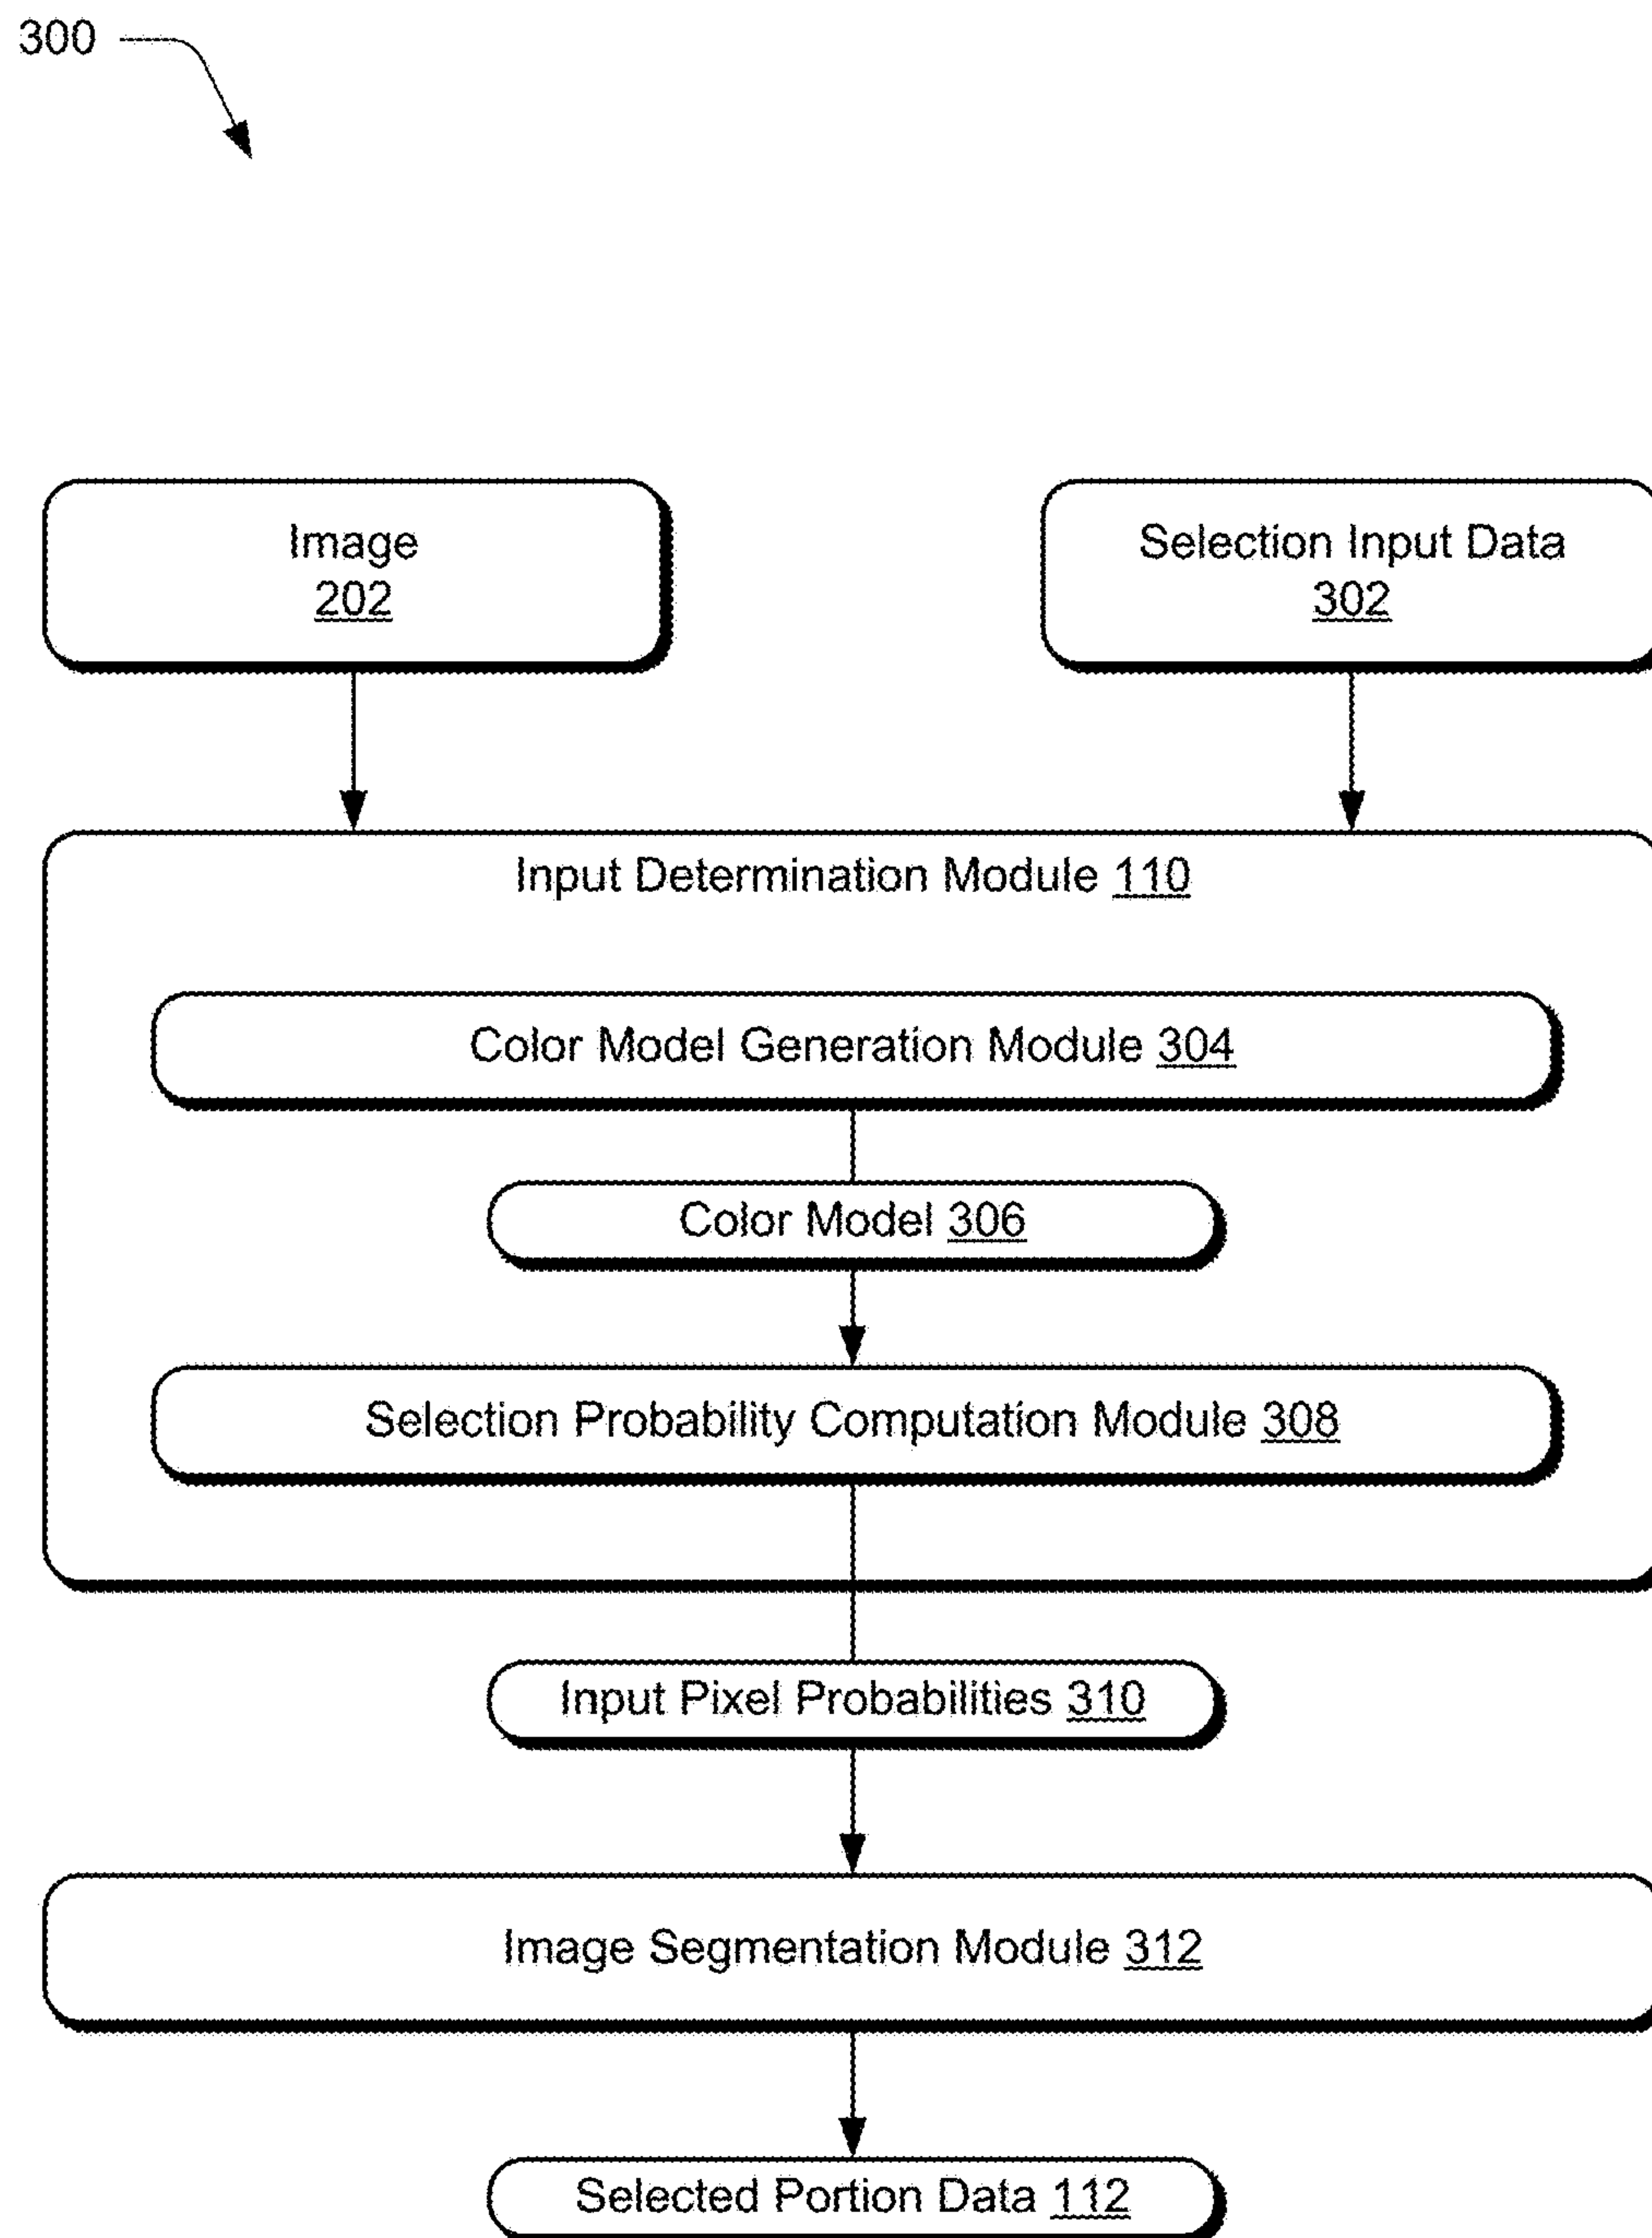 300
Image
202
Selection Input Data
302
Input Determination Module 110
Color Model Generation Module 304
Color Model 306
Selection Probability Computation Module 308
Input Pixel Probabilities 310
Image Segmentation Module 312
Selected Portion Data 112